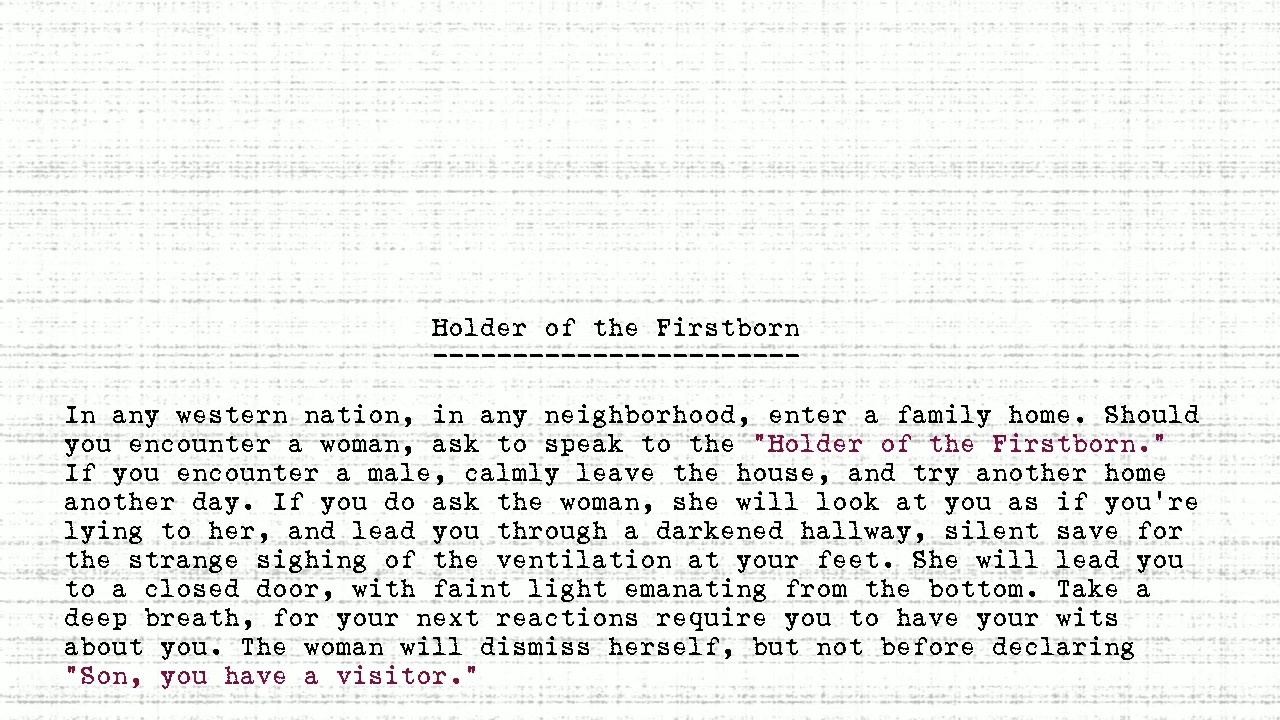 Holder of the Firstborn
-----------------------
In any western nation, in any neighborhood, enter a family home. Should
you encounter a woman, ask to speak to the "Holder of the Firstborn."
If you encounter a male, calmly leave the house, and try another home
another day. If you do ask the woman, she will look at you as if you're
lying to her, and lead you through a darkened hallway, silent save for
the strange sighing of the ventilation at your feet. She will lead you
to a closed door, with faint light emanating from the bottom. Take a
deep breath, for your next reactions require you to have your wits
about you. The woman will dismiss herself, but not before declaring
"Son, you have a visitor."